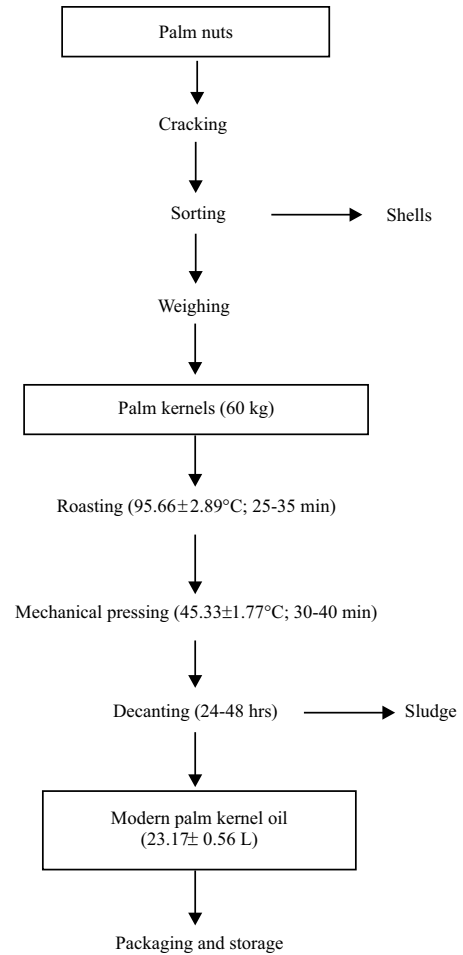 Palm nuts
Cracking
Sorting
Shells
Weighing
Palm kernels (60 kg)
Roasting (95.66±2.89°C; 25-35 min)
Mechanical pressing (45.33±1.77°C; 30-40 min)
Decanting (24-48 hrs)
Sludge
Modern palm kernel oil
(23.17± 0.56 L)
Packaging and storage